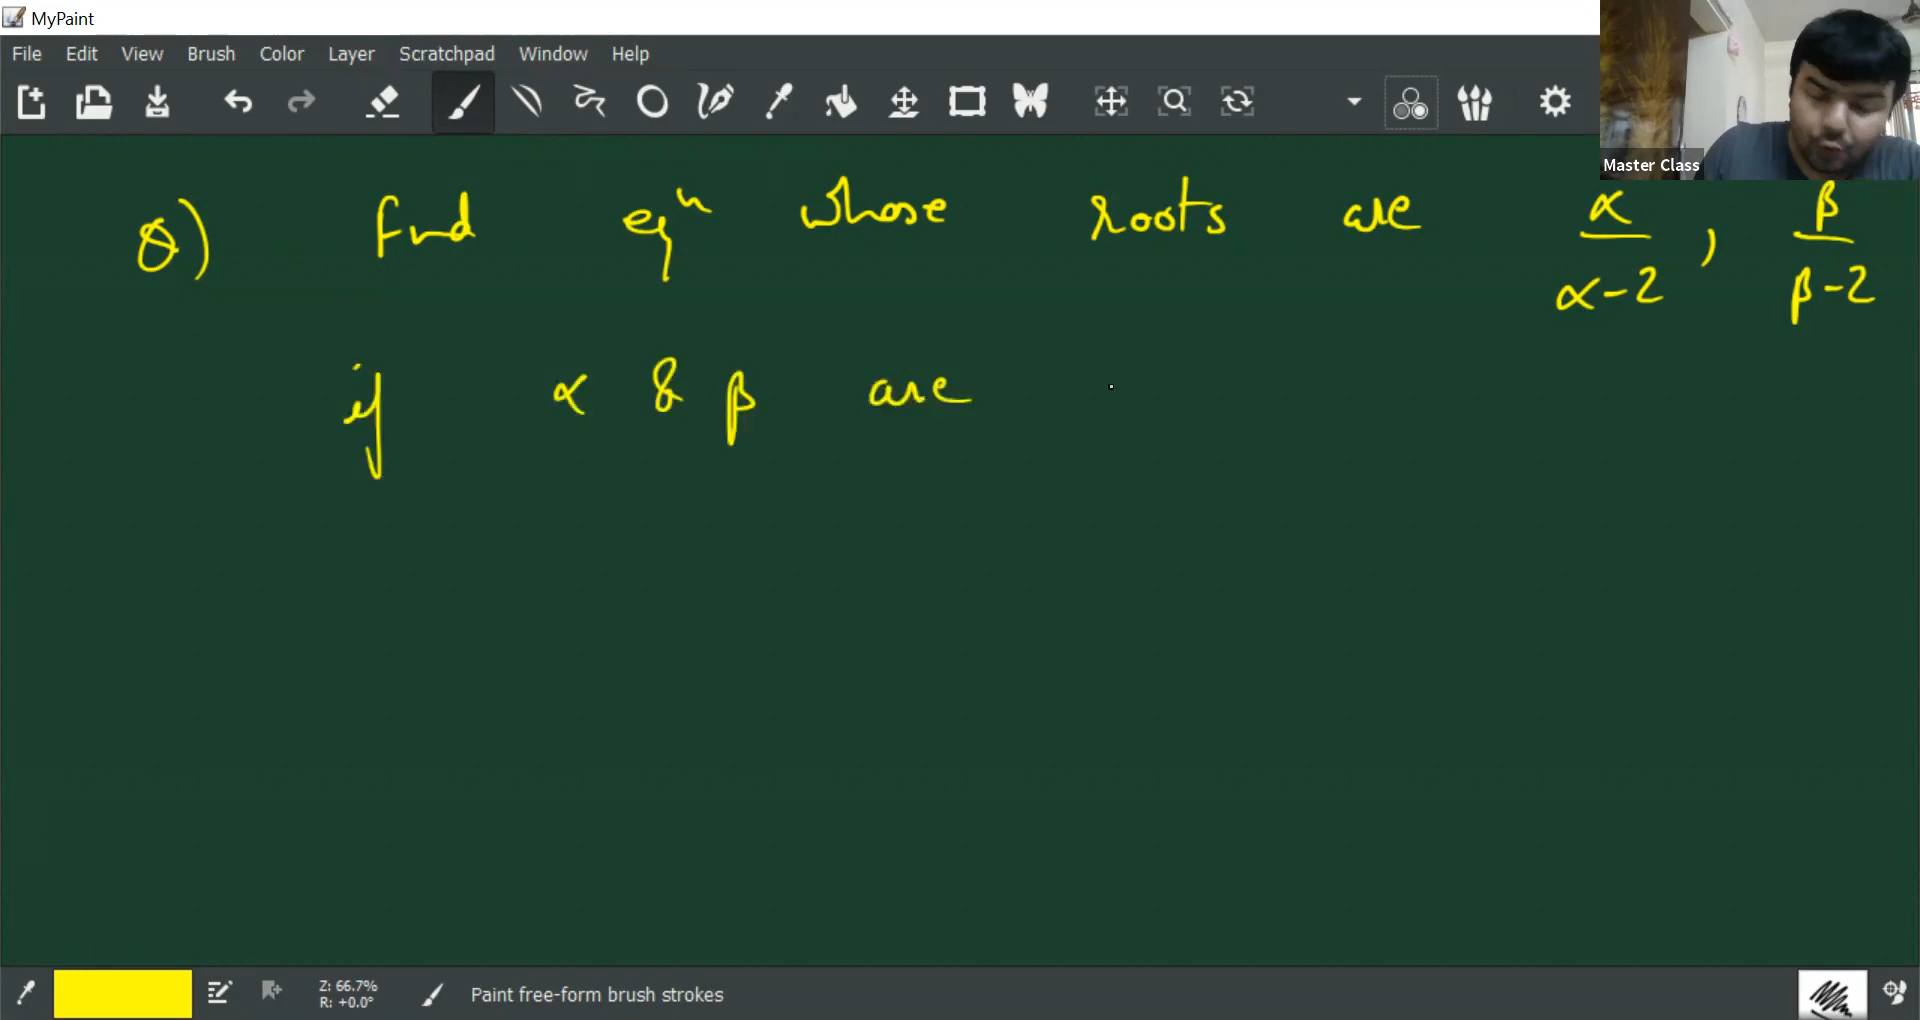 MyPaint
File Edit View Brush Color Layer Scratchpad Window Help
Master Class
Q) Find eqⁿ whose roots are α/α-2 , β/β-2
if α & β are
Z: 66.7%
R: +0.0°
Paint free-form brush strokes